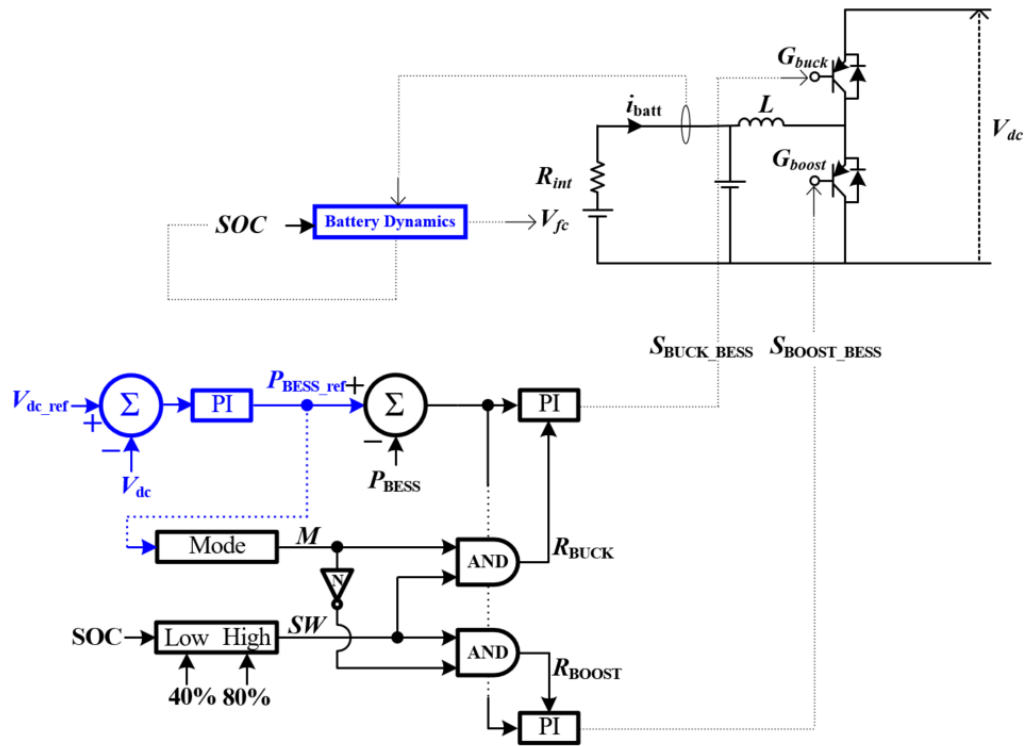 G_buck
i_batt
L
V_dc
R_int
G_boost
SOC
Battery Dynamics
V_fc
S_BUCK_BESS
S_BOOST_BESS
V_dc_ref
+
−
Σ
PI
P_BESS_ref
+
−
Σ
PI
V_dc
P_BESS
Mode
M
N
AND
R_BUCK
SOC
Low High
SW
AND
R_BOOST
40% 80%
PI